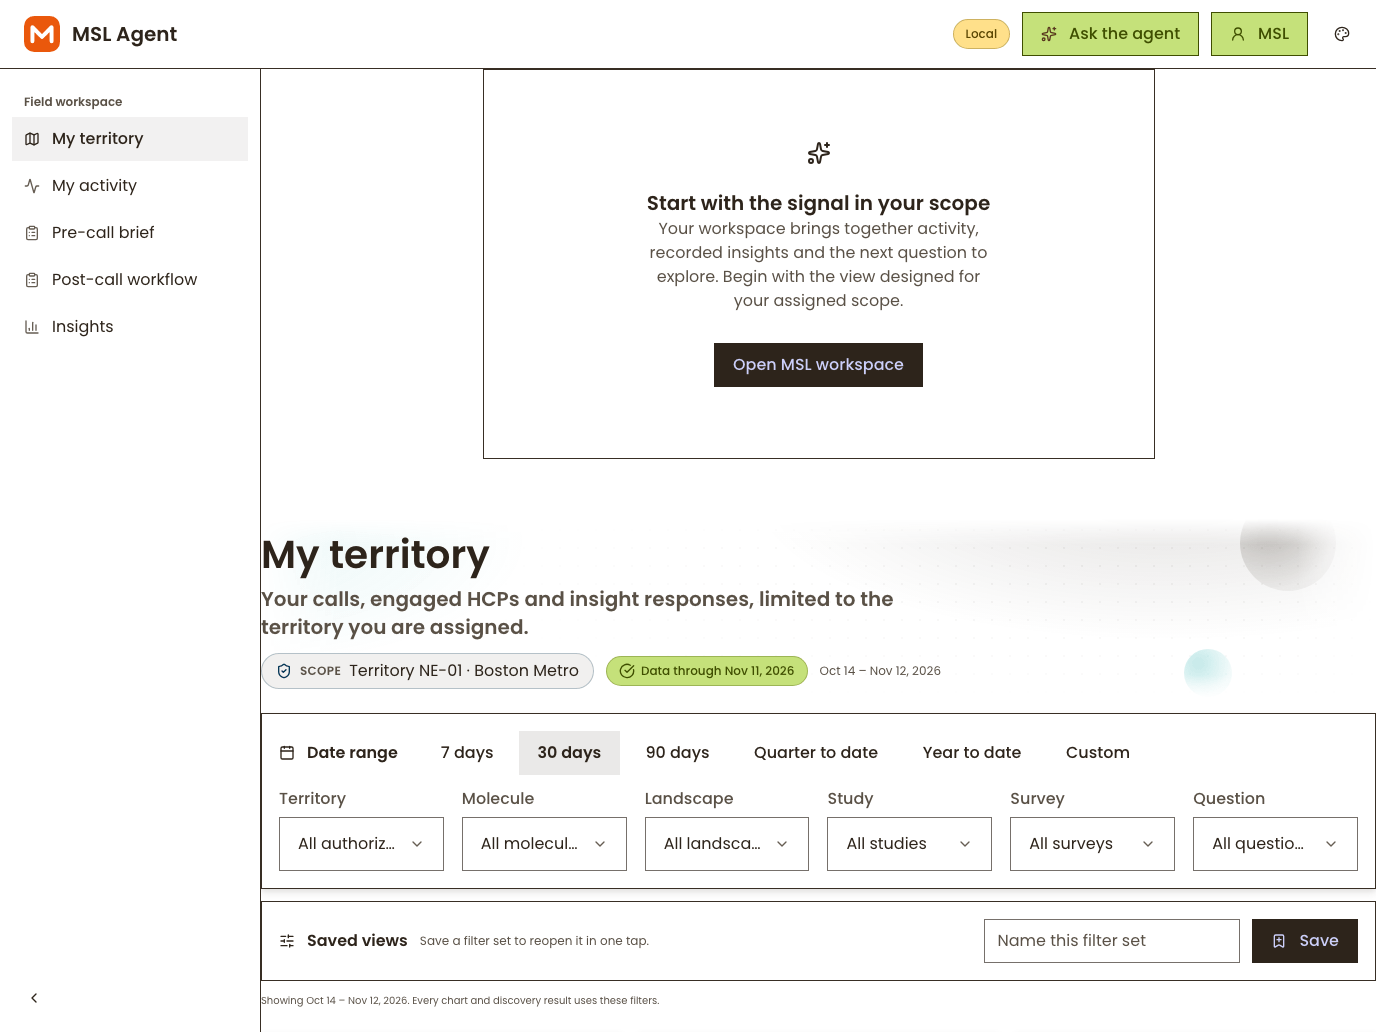 MSL Agent
Local
Ask the agent
MSL
Field workspace
My territory
My activity
Pre-call brief
Post-call workflow
Insights
Start with the signal in your scope
Your workspace brings together activity,
recorded insights and the next question to
explore. Begin with the view designed for
your assigned scope.
Open MSL workspace
My territory
Your calls, engaged HCPs and insight responses, limited to the
territory you are assigned.
SCOPE Territory NE-01 · Boston Metro
Data through Nov 11, 2026
Oct 14 – Nov 12, 2026
Date range
7 days
30 days
90 days
Quarter to date
Year to date
Custom
Territory
Molecule
Landscape
Study
Survey
Question
All authoriz...
All molecul...
All landsca...
All studies
All surveys
All questio...
Saved views
Save a filter set to reopen it in one tap.
Name this filter set
Save
Showing Oct 14 – Nov 12, 2026. Every chart and discovery result uses these filters.